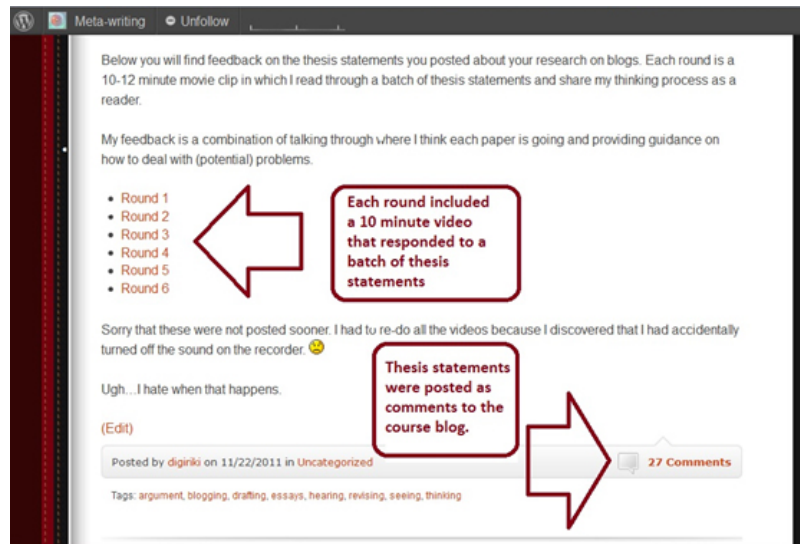 Meta-writing Unfollow
Below you will find feedback on the thesis statements you posted about your research on blogs. Each round is a
10-12 minute movie clip in which I read through a batch of thesis statements and share my thinking process as a
reader.
My feedback is a combination of talking through where I think each paper is going and providing guidance on
how to deal with (potential) problems.
Round 1
Round 2
Round 3
Round 4
Round 5
Round 6
Each round included
a 10 minute video
that responded to a
batch of thesis
statements
Sorry that these were not posted sooner. I had to re-do all the videos because I discovered that I had accidentally
turned off the sound on the recorder.
Thesis statements
were posted as
comments to the
course blog.
Ugh...I hate when that happens.
(Edit)
Posted by digiriki on 11/22/2011 in Uncategorized
27 Comments
Tags: argument, blogging, drafting, essays, hearing, revising, seeing, thinking